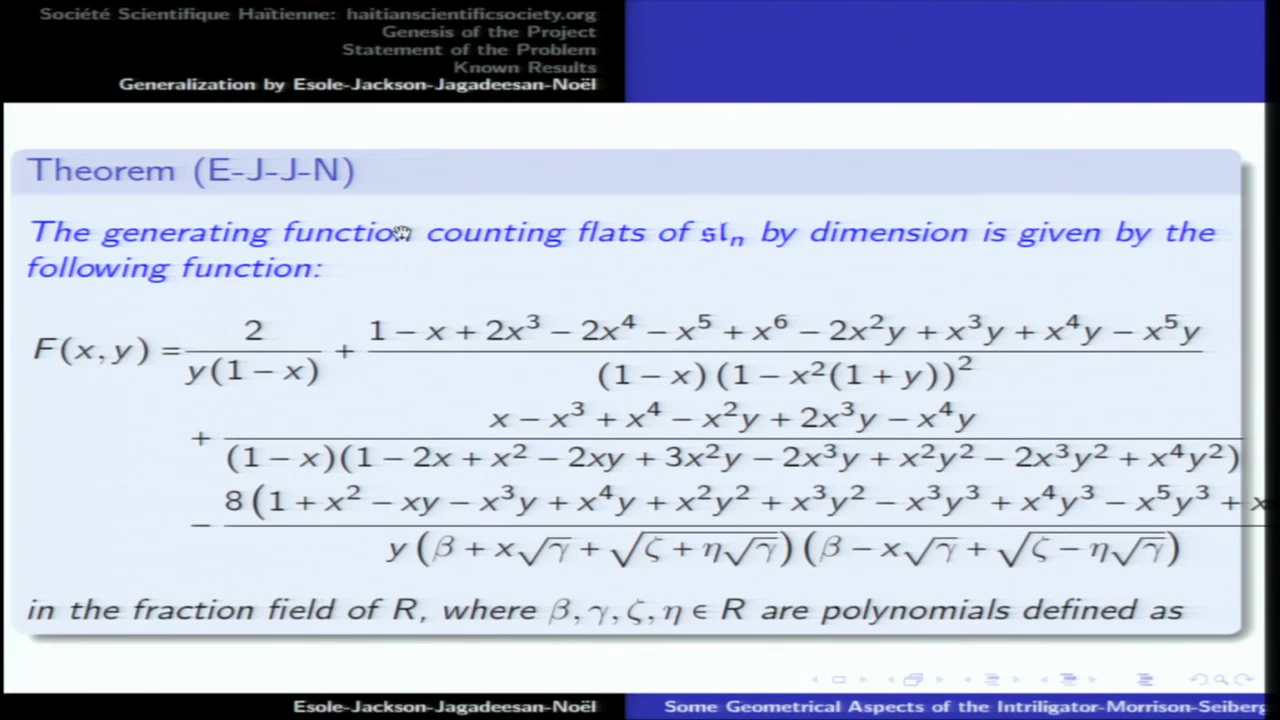 Société Scientifique Haïtienne: haitianscientificsociety.org
Genesis of the Project
Statement of the Problem
Known Results
Generalization by Esole-Jackson-Jagadeesan-Noël
Theorem (E-J-J-N)
The generating function counting flats of 𝔰𝔩ₙ by dimension is given by the
following function:
F(x, y) = 2/(y(1 − x)) + (1 − x + 2x³ − 2x⁴ − x⁵ + x⁶ − 2x²y + x³y + x⁴y − x⁵y)/((1 − x)(1 − x²(1 + y))²)
+ (x − x³ + x⁴ − x²y + 2x³y − x⁴y)/((1 − x)(1 − 2x + x² − 2xy + 3x²y − 2x³y + x²y² − 2x³y² + x⁴y²))
− 8(1 + x² − xy − x³y + x⁴y + x²y² + x³y² − x³y³ + x⁴y³ − x⁵y³ + x/(y(β + x√γ + √(ζ + η√γ))(β − x√γ + √(ζ − η√γ)))
in the fraction field of R, where β, γ, ζ, η ∈ R are polynomials defined as
Esole-Jackson-Jagadeesan-Noël
Some Geometrical Aspects of the Intriligator-Morrison-Seiberg